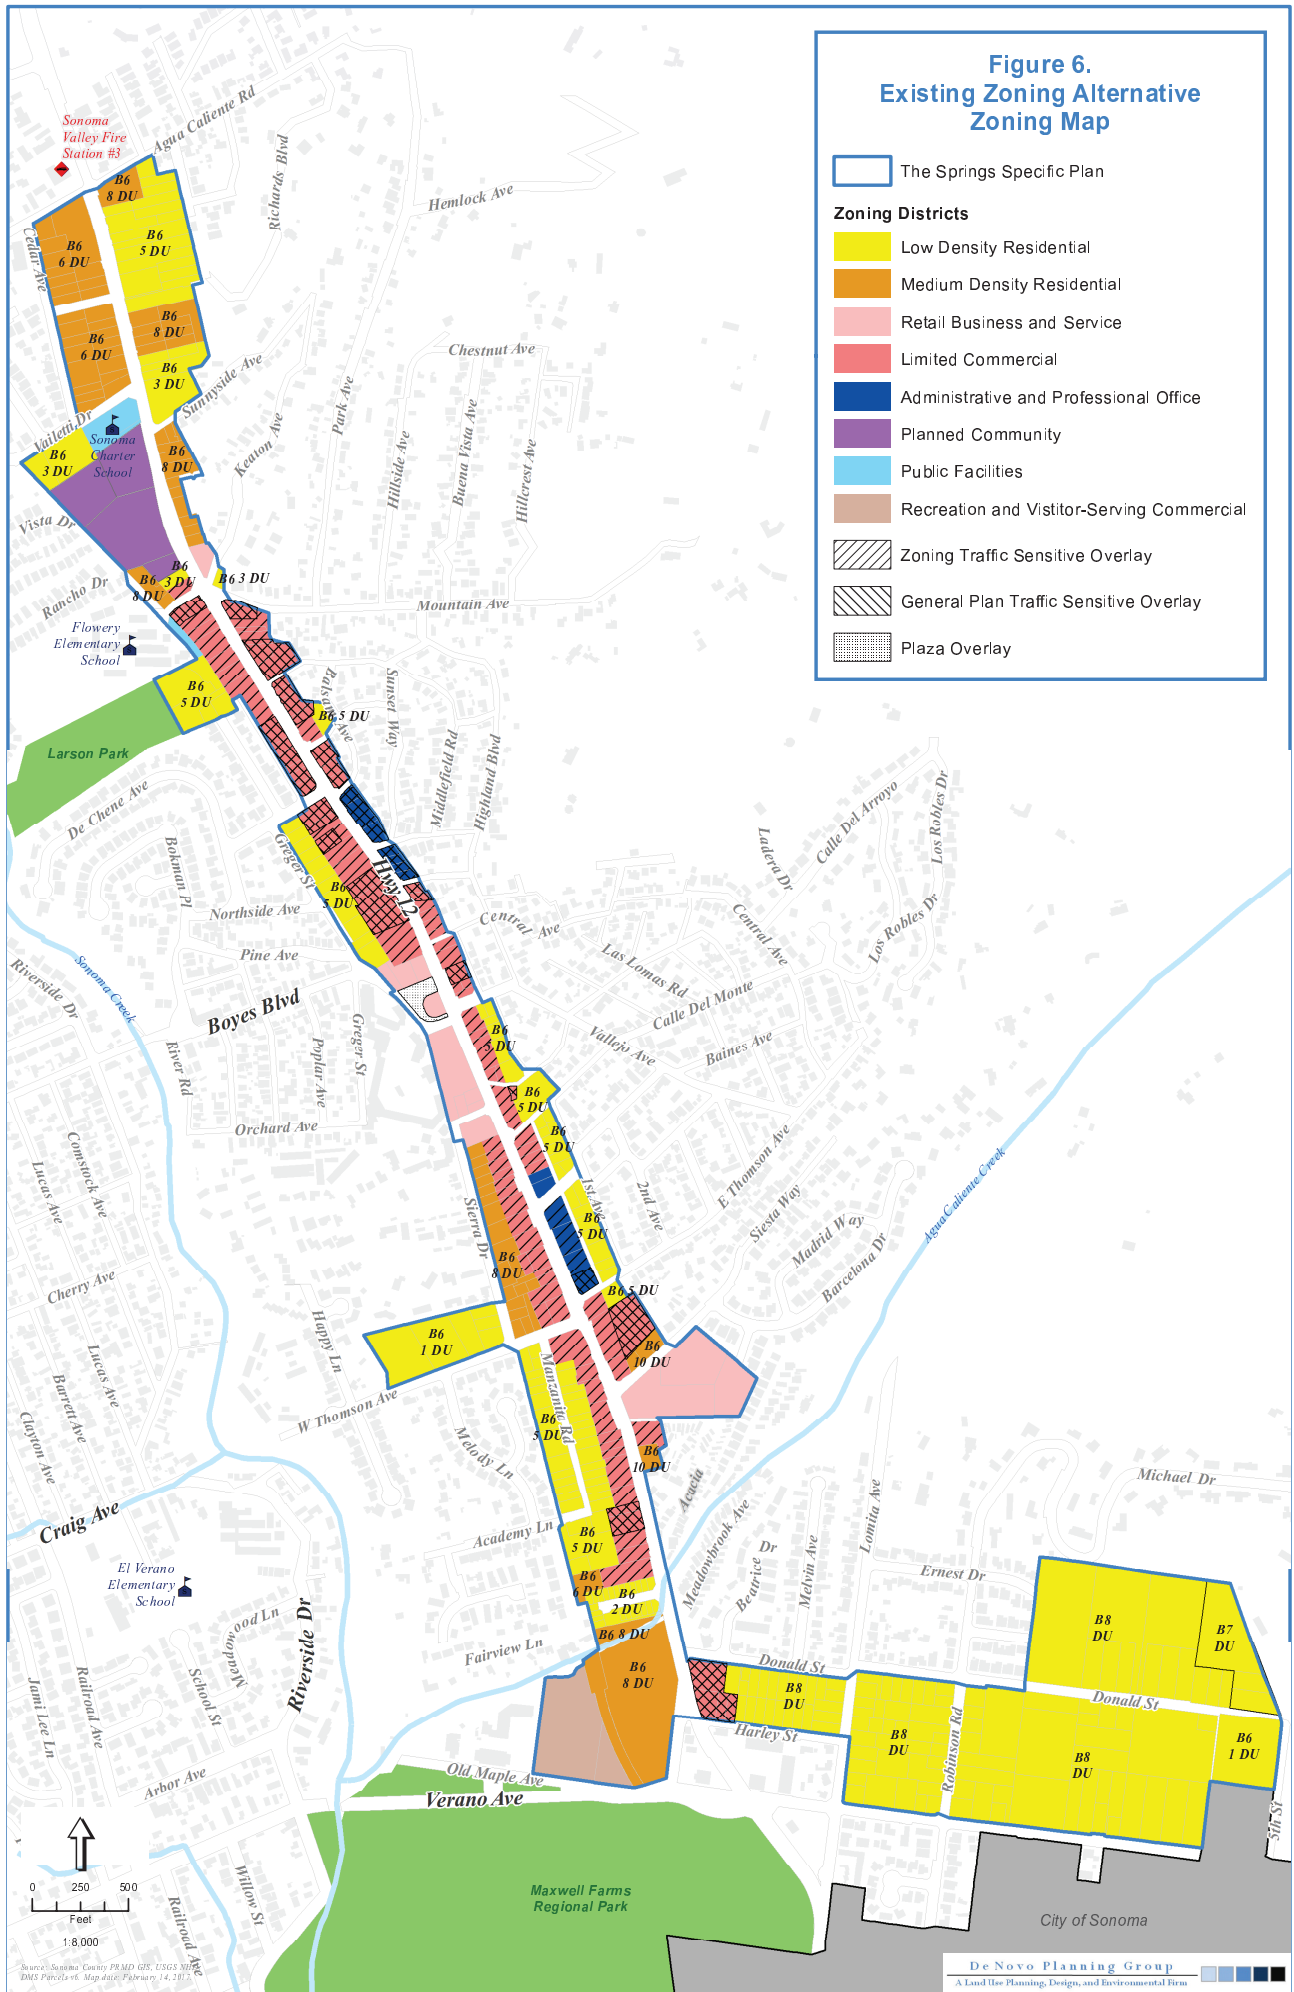 Figure 6.
Existing Zoning Alternative
Zoning Map
The Springs Specific Plan
Zoning Districts
Low Density Residential
Medium Density Residential
Retail Business and Service
Limited Commercial
Administrative and Professional Office
Planned Community
Public Facilities
Recreation and Vistitor-Serving Commercial
Zoning Traffic Sensitive Overlay
General Plan Traffic Sensitive Overlay
Plaza Overlay
Sonoma
Valley Fire
Station #3
Agua Caliente Rd
Richards Blvd
Hemlock Ave
Cedar Ave
B6
8 DU
B6
5 DU
B6
6 DU
B6
8 DU
B6
6 DU
B6
3 DU
Sunnyside Ave
Chestnut Ave
Park Ave
Keaton Ave
Hillside Ave
Buena Vista Ave
Hillcrest Ave
Vailetti Dr
Sonoma
Charter
School
B6
3 DU
B6
8 DU
Vista Dr
B6
3 DU
B6 3 DU
B6
8 DU
Rancho Dr
Mountain Ave
Flowery
Elementary
School
B6
5 DU
Balsam Ave
B6 5 DU
Sunset Way
Middlefield Rd
Highland Blvd
Larson Park
De Chene Ave
Bokman Pl
Greger St
B6
5 DU
Hwy 12
Northside Ave
Pine Ave
Central Ave
Ladera Dr
Calle Del Arroyo
Los Robles Dr
Central Ave
Los Robles Dr
Las Lomas Rd
Calle Del Monte
Vallejo Ave
Baines Ave
Riverside Dr
Sonoma Creek
Boyes Blvd
River Rd
Poplar Ave
Greger St
Orchard Ave
B6
5 DU
B6
5 DU
B6
5 DU
1st Ave
2nd Ave
B6
5 DU
E Thomson Ave
Siesta Way
Madrid Way
Barcelona Dr
Agua Caliente Creek
Comstock Ave
Lucas Ave
Sierra Dr
B6
8 DU
B6 5 DU
B6
10 DU
Cherry Ave
Lucas Ave
Barrett Ave
Clayton Ave
Happy Ln
B6
1 DU
W Thomson Ave
Manzanita Rd
B6
5 DU
Melody Ln
B6
10 DU
Acacia
Craig Ave
Academy Ln
B6
5 DU
B6
6 DU
B6
2 DU
B6 8 DU
B6
8 DU
Meadowbrook Ave
Beatrice Dr
Melvin Ave
Lomita Ave
Ernest Dr
Michael Dr
El Verano
Elementary
School
Meadowood Ln
Riverside Dr
Fairview Ln
School St
Railroad Ave
Jami Lee Ln
Arbor Ave
Old Maple Ave
Verano Ave
Donald St
B8
DU
Harley St
B8
DU
Robinson Rd
B8
DU
B8
DU
B7
DU
Donald St
B6
1 DU
5th St
Willow St
Railroad Ave
Maxwell Farms
Regional Park
City of Sonoma
0 250 500
Feet
1:8,000
Source: Sonoma County PRMD GIS, USGS NHD,
DMS Parcels v6. Map date: February 14, 2017.
De Novo Planning Group
A Land Use Planning, Design, and Environmental Firm